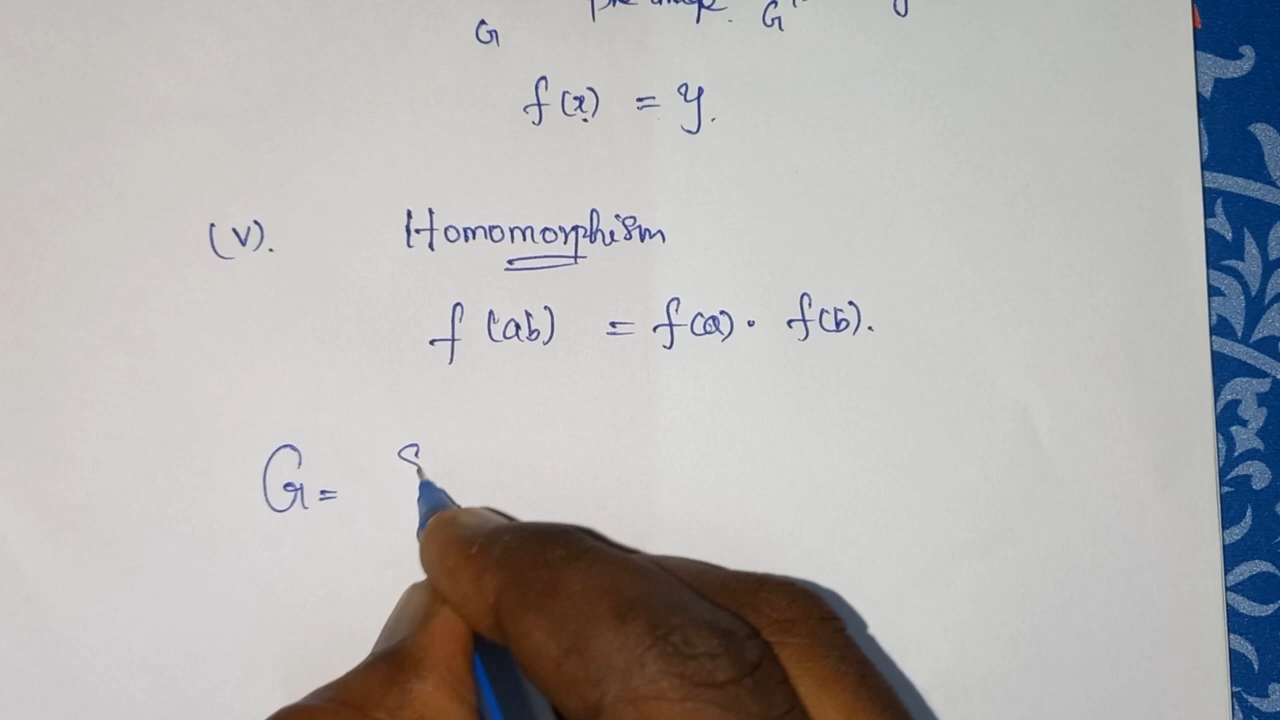 G G
f(x) = y.
(v). Homomorphism
f (ab) = f(a) . f(b).
G =